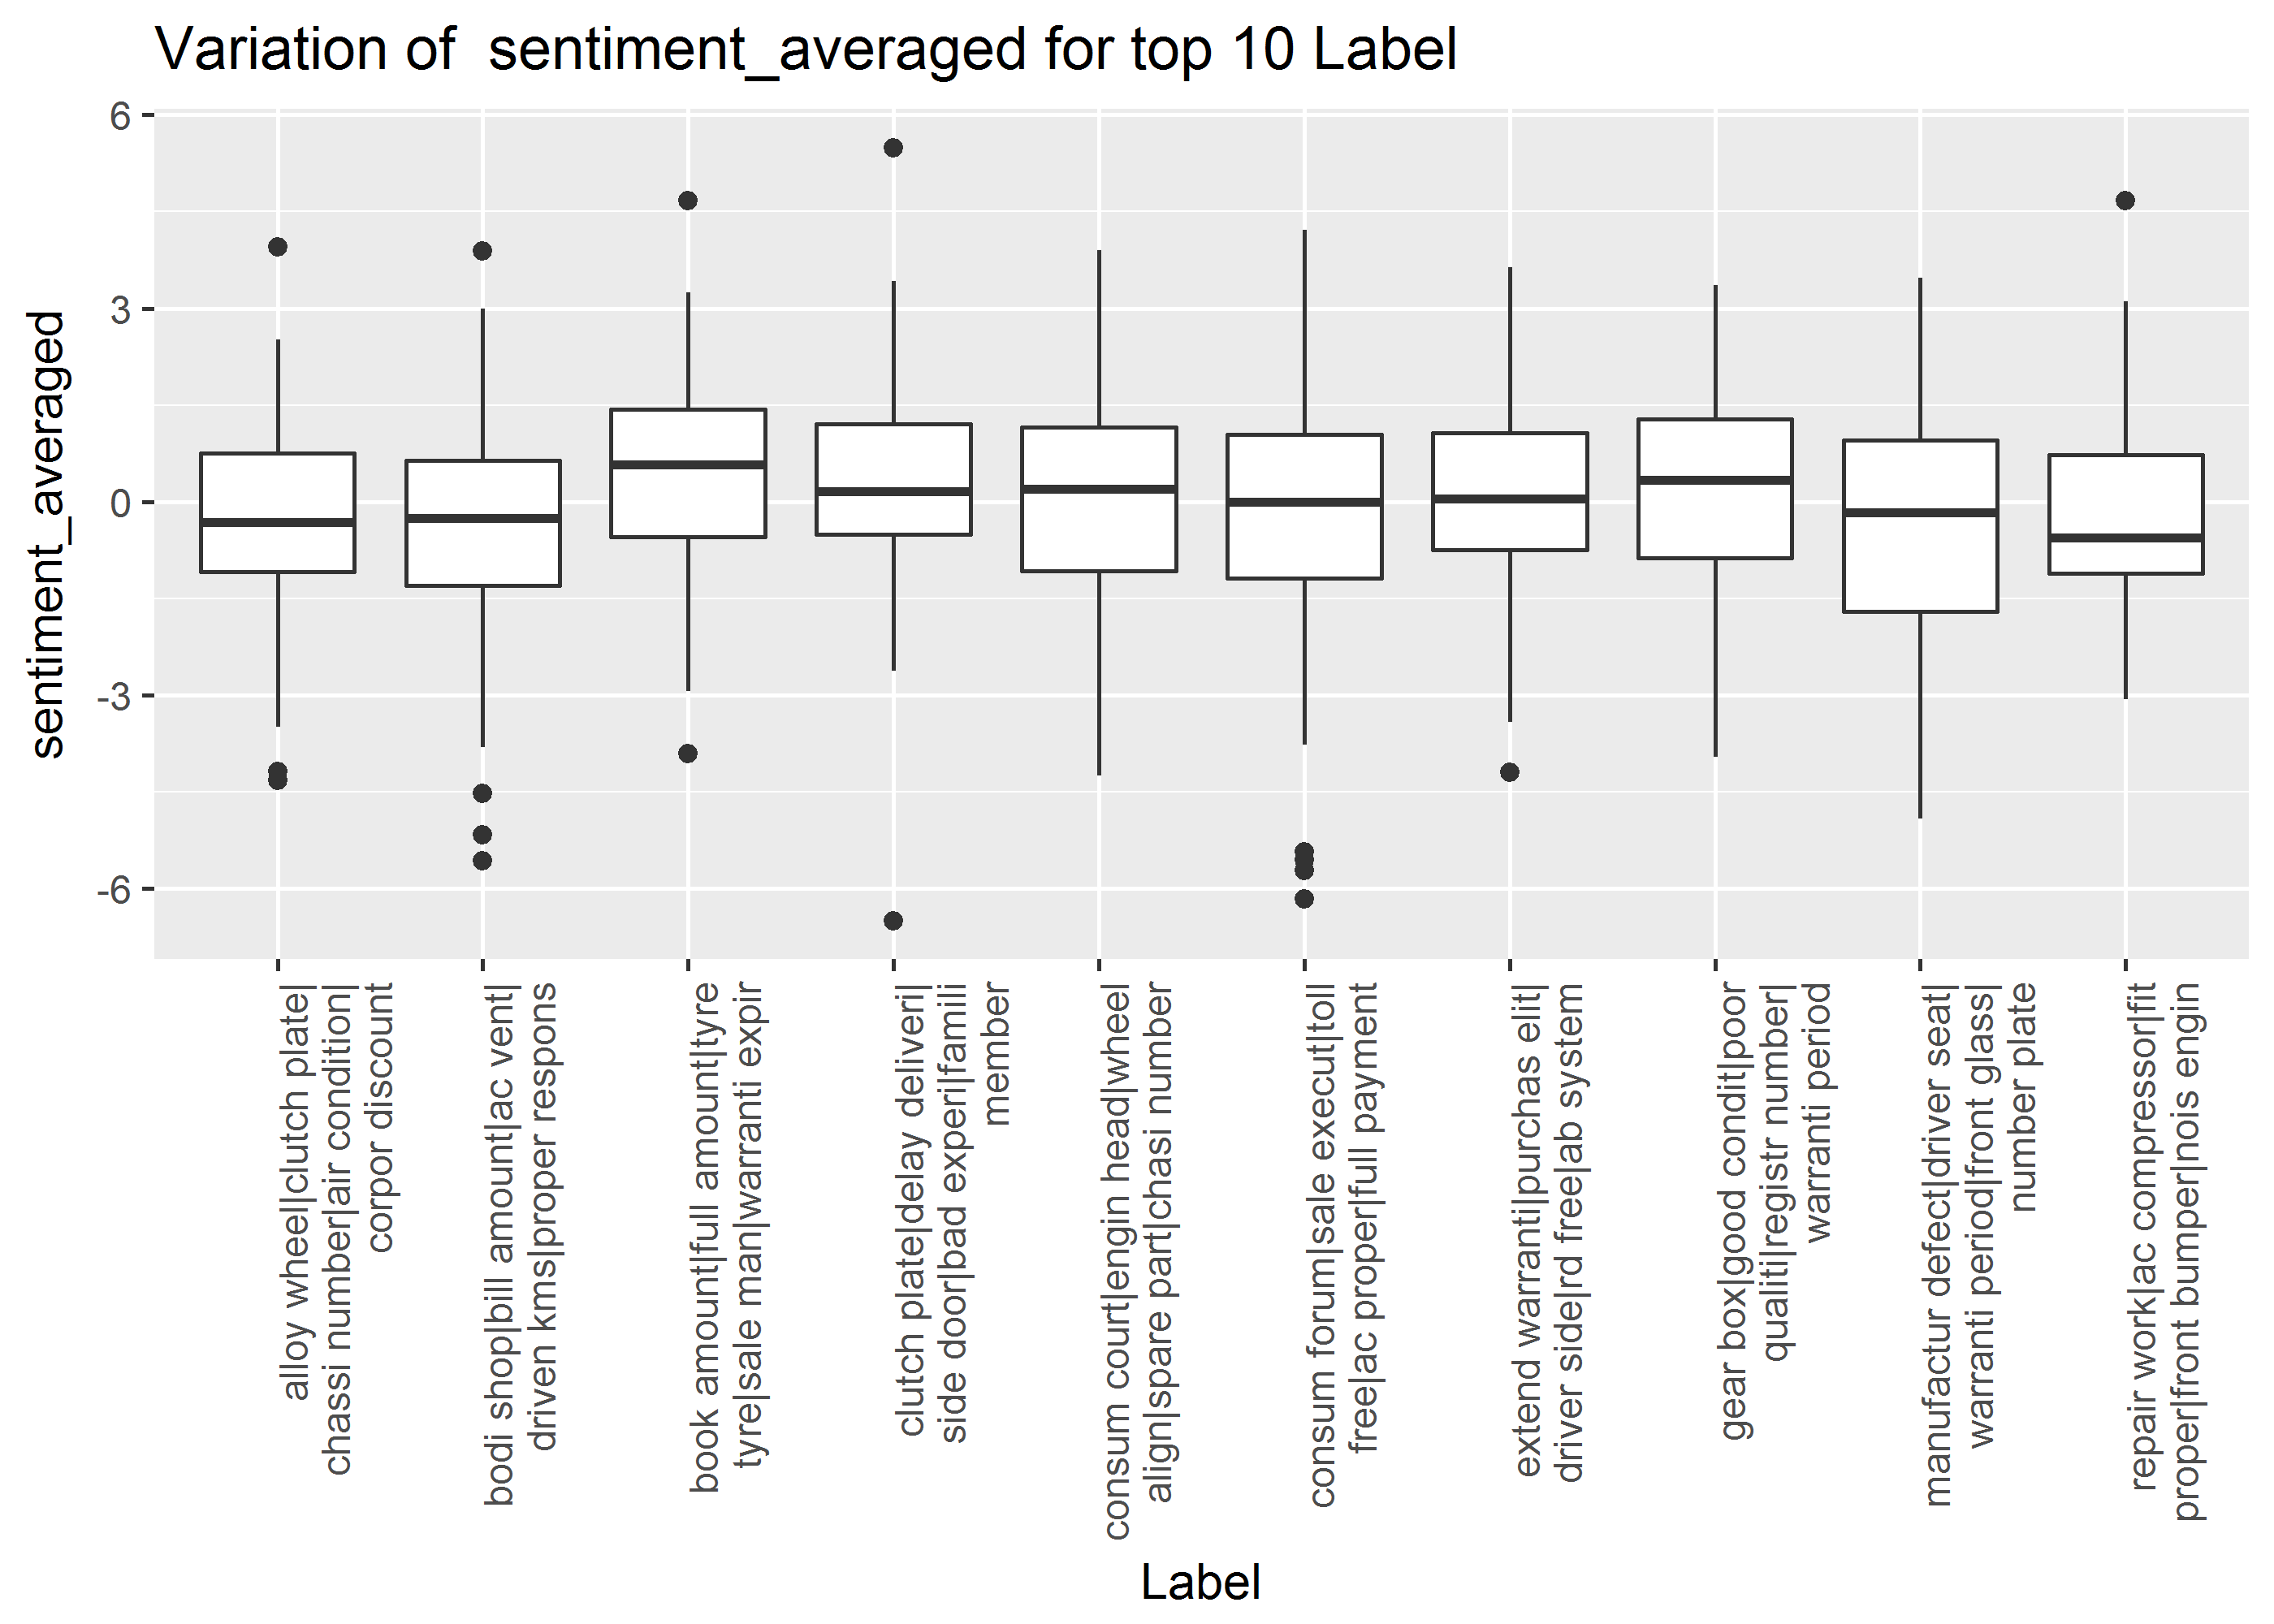 Variation of  sentiment_averaged for top 10 Label
sentiment_averaged
6
3
0
-3
-6
alloy wheel|clutch plate|
chassi number|air condition|
corpor discount
bodi shop|bill amount|ac vent|
driven kms|proper respons
book amount|full amount|tyre
tyre|sale man|warranti expir
clutch plate|delay deliveri|
side door|bad experi|famili
member
consum court|engin head|wheel
align|spare part|chasi number
consum forum|sale execut|toll
free|ac proper|full payment
extend warranti|purchas elit|
driver side|rd free|ab system
gear box|good condit|poor
qualiti|registr number|
warranti period
manufactur defect|driver seat|
warranti period|front glass|
number plate
repair work|ac compressor|fit
proper|front bumper|nois engin
Label